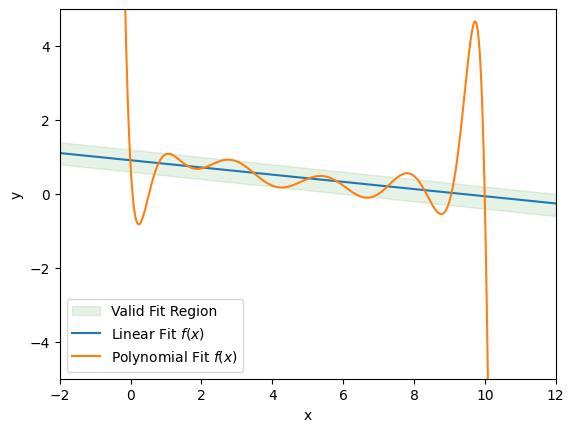 4
2
0
−2
−4
y
Valid Fit Region
Linear Fit f(x)
Polynomial Fit f(x)
−2 0 2 4 6 8 10 12
x